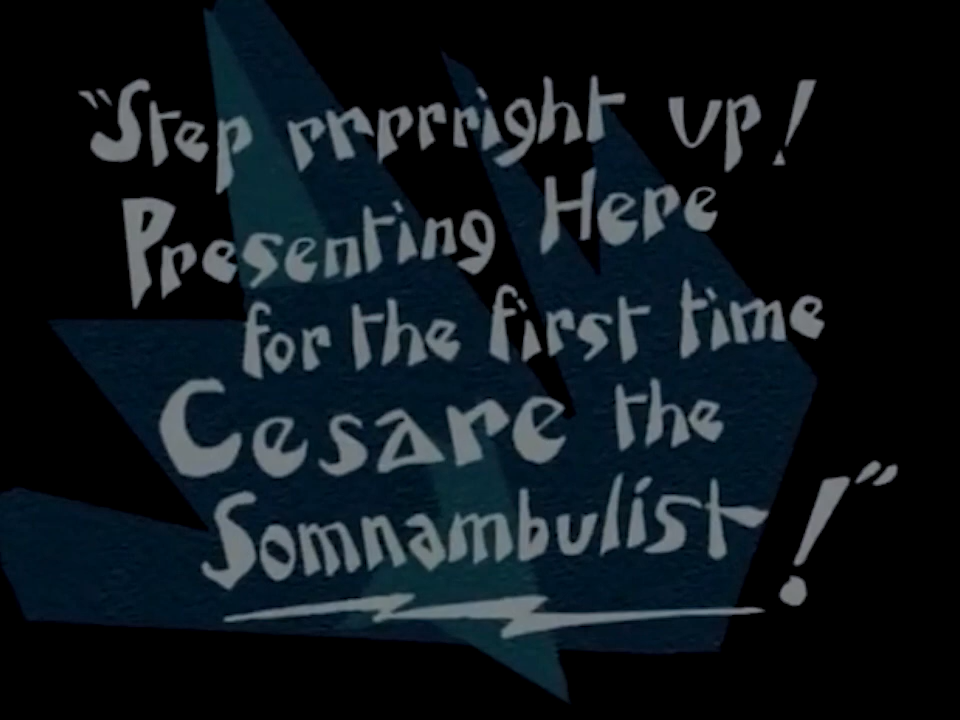 “Step rrrrright up!
Presenting Here
for the first time
Cesare the
Somnambulist!”